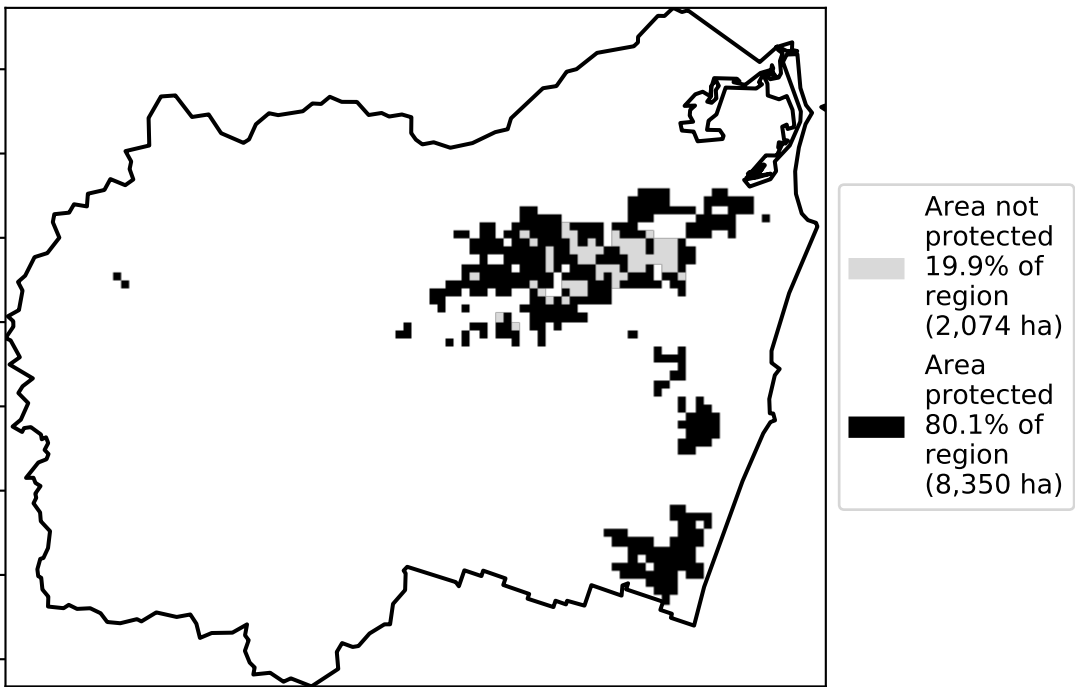 Area not
protected
19.9% of
region
(2,074 ha)
Area
protected
80.1% of
region
(8,350 ha)